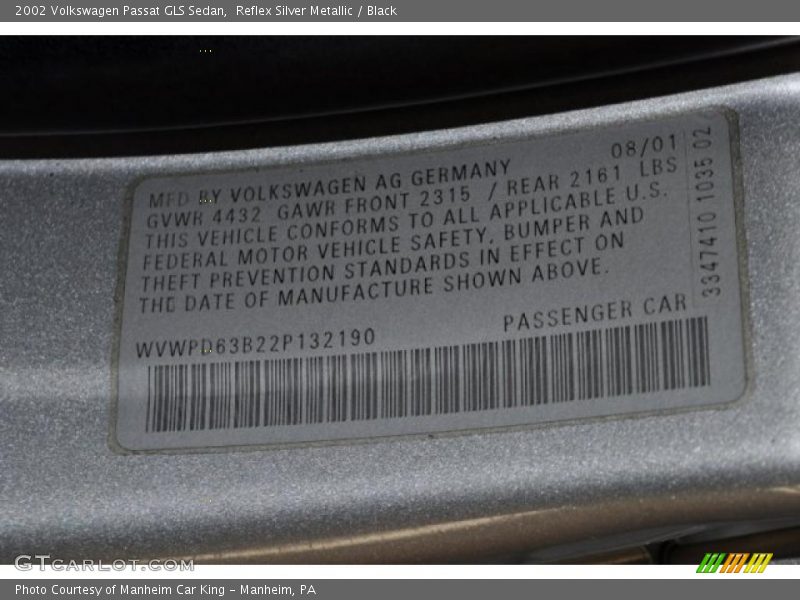 2002 Volkswagen Passat GLS Sedan,  Reflex Silver Metallic / Black
08/01
MFD BY VOLKSWAGEN AG GERMANY
GVWR 4432 GAWR FRONT 2315 / REAR 2161 LBS
THIS VEHICLE CONFORMS TO ALL APPLICABLE U.S.
FEDERAL MOTOR VEHICLE SAFETY, BUMPER AND
THEFT PREVENTION STANDARDS IN EFFECT ON
THE DATE OF MANUFACTURE SHOWN ABOVE.
3347410 1035 02
WVWPD63B22P132190 PASSENGER CAR
GTcarlot.com
Photo Courtesy of Manheim Car King - Manheim, PA